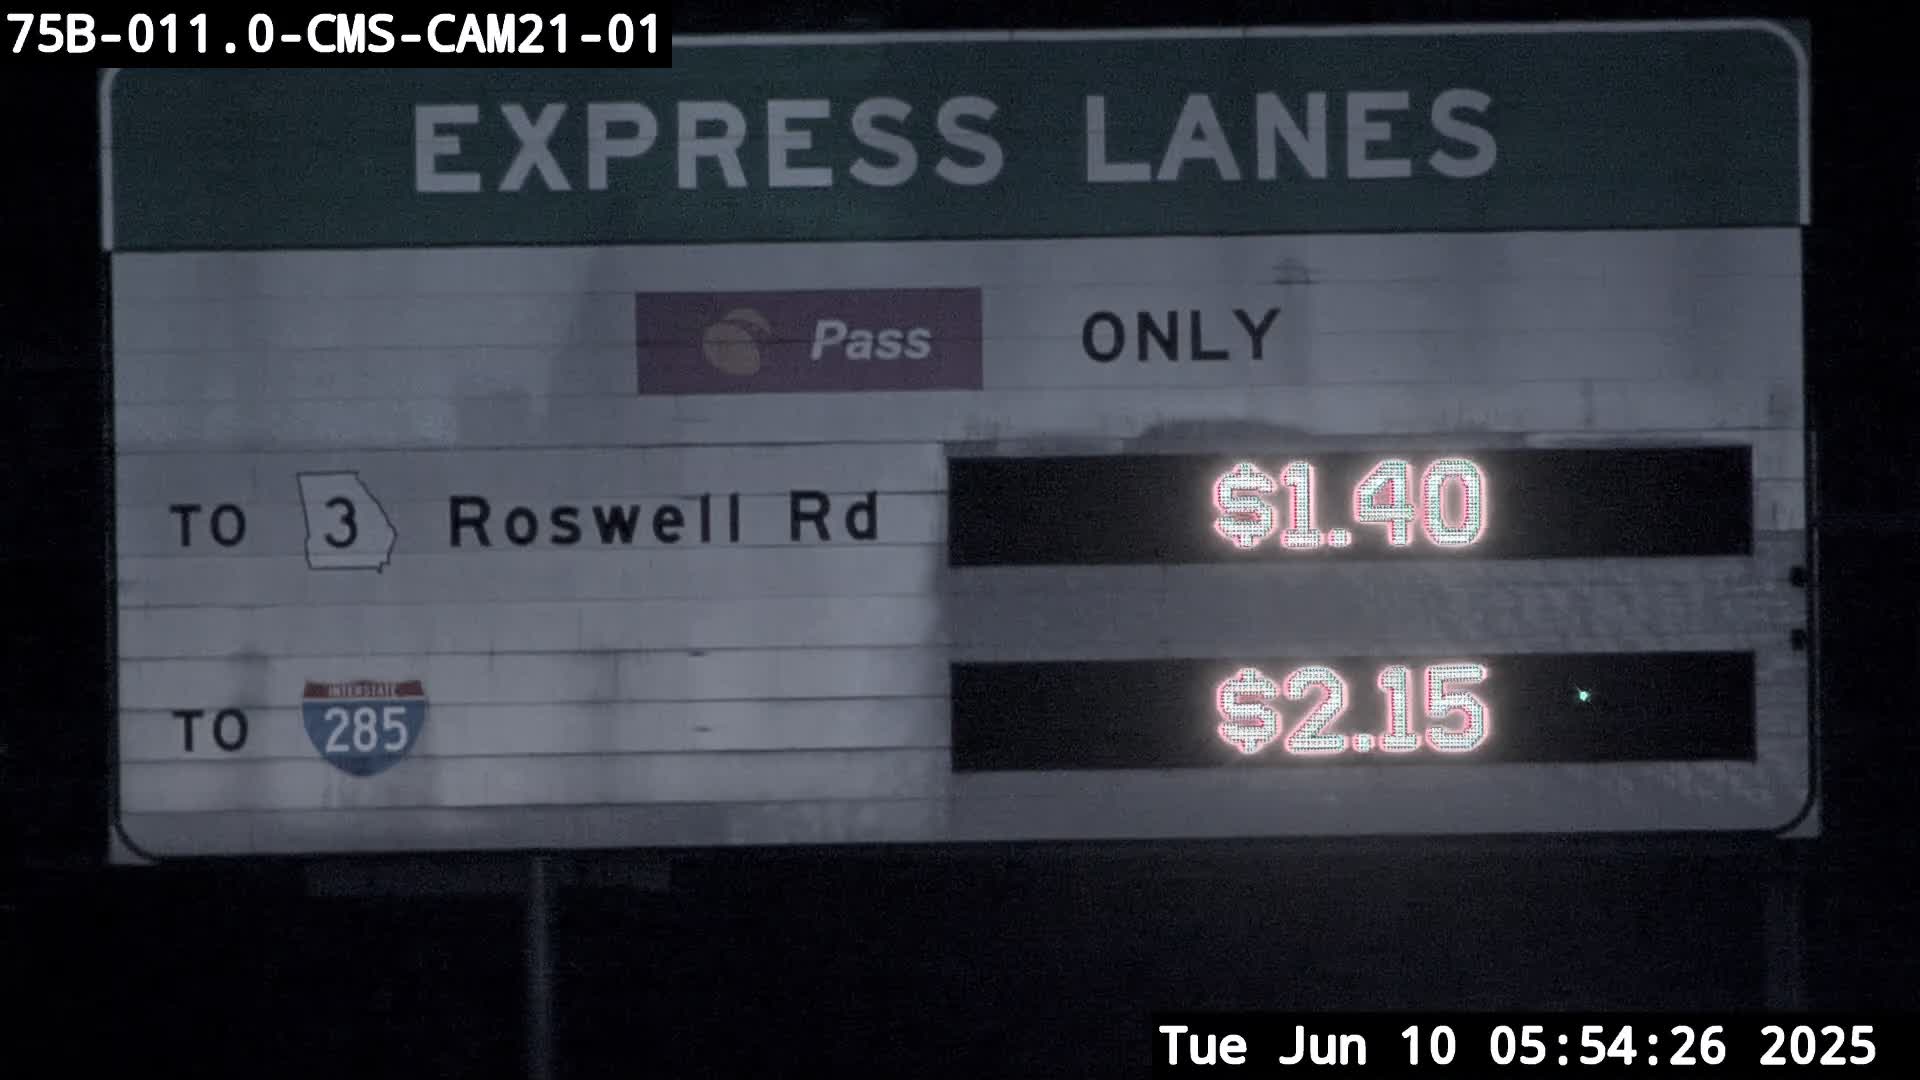 75B-011.0-CMS-CAM21-01
EXPRESS LANES
Pass ONLY
TO 3 Roswell Rd $1.40
INTERSTATE
TO 285 $2.15
Tue Jun 10 05:54:26 2025